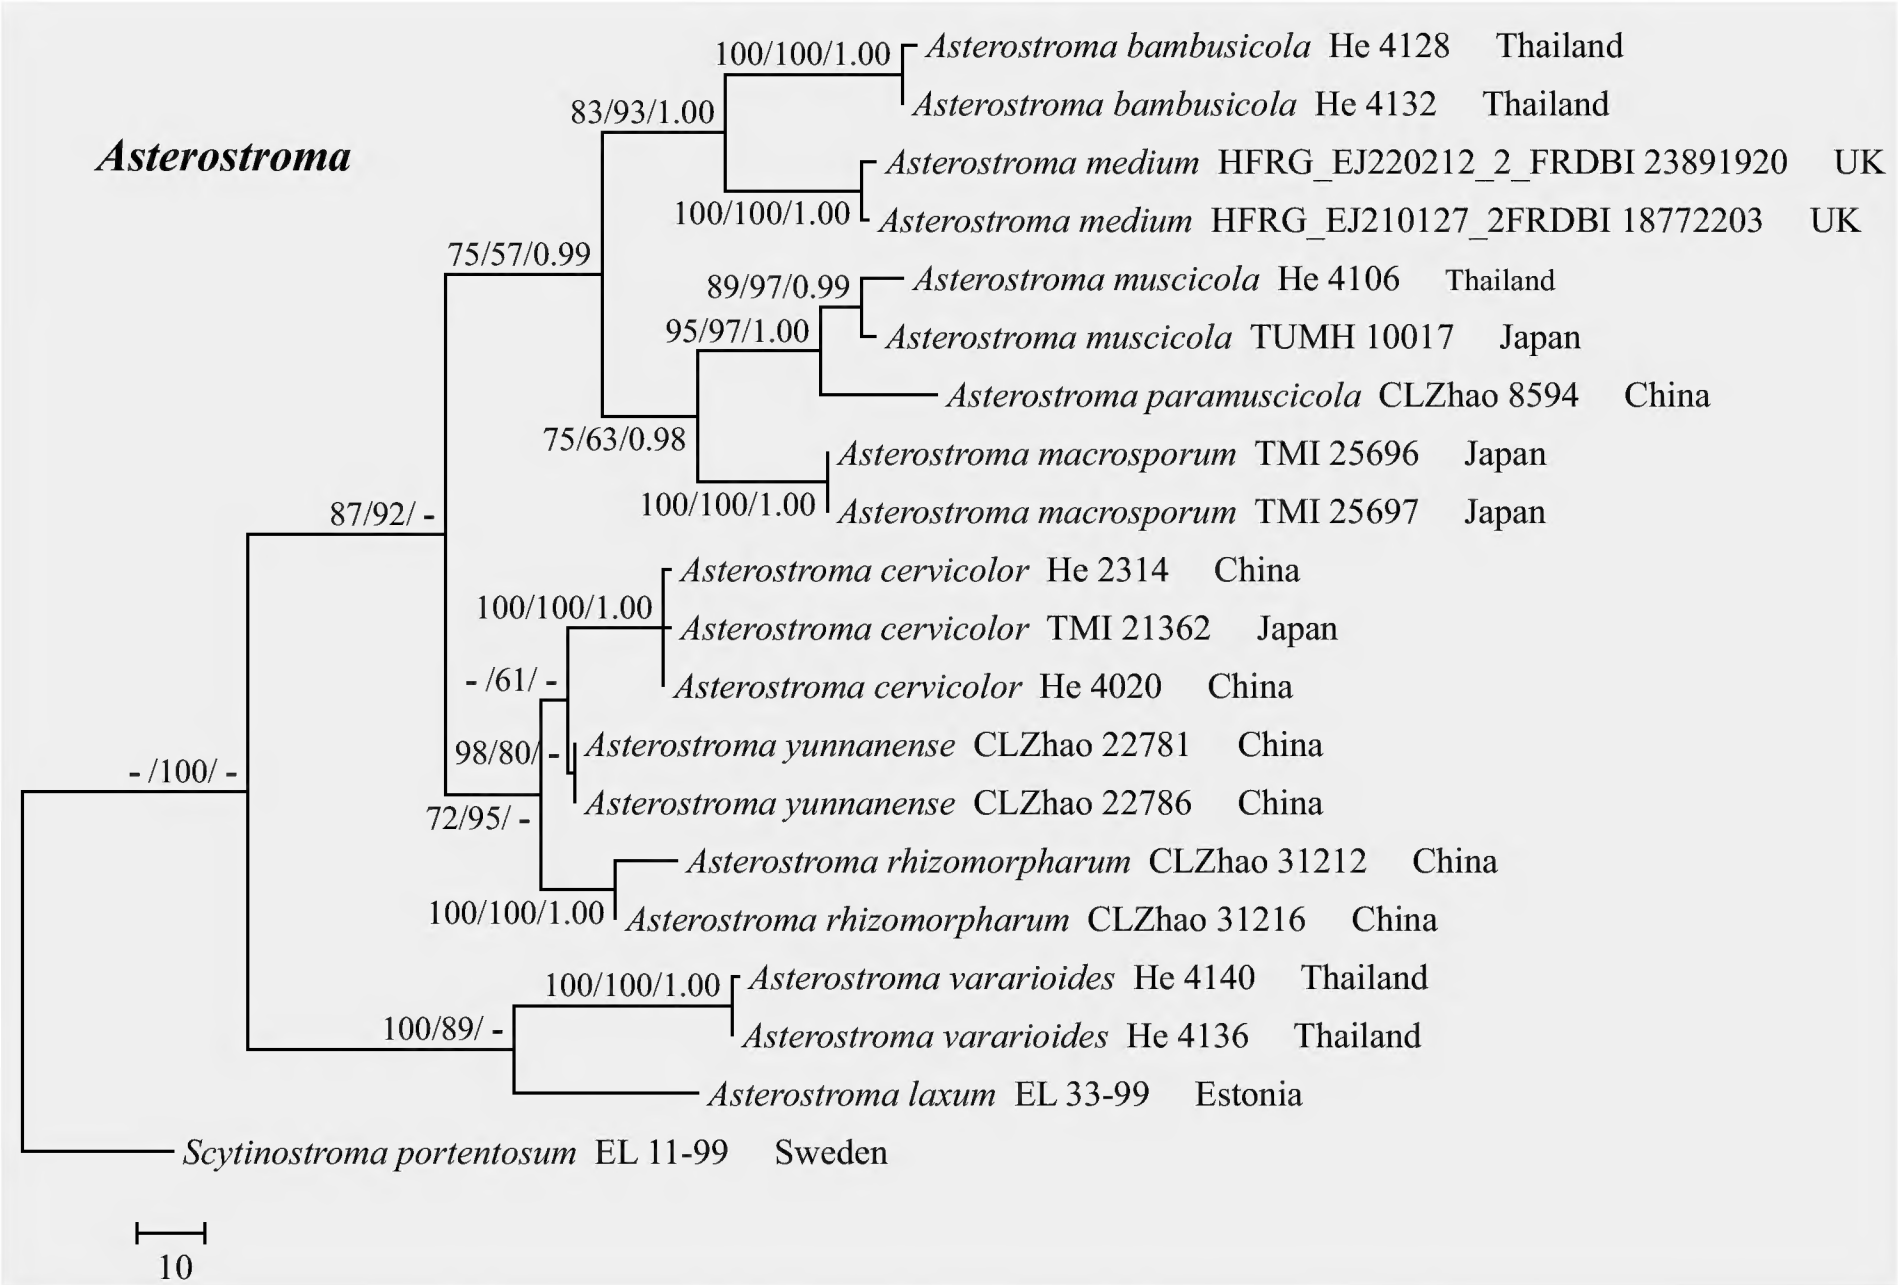 100/100/1.00
Asterostroma bambusicola He 4128 Thailand
Asterostroma bambusicola He 4132 Thailand
83/93/1.00
Asterostroma
Asterostroma medium HFRG_EJ220212_2_FRDBI 23891920 UK
100/100/1.00
Asterostroma medium HFRG_EJ210127_2FRDBI 18772203 UK
75/57/0.99
Asterostroma muscicola He 4106 Thailand
89/97/0.99
95/97/1.00
Asterostroma muscicola TUMH 10017 Japan
Asterostroma paramuscicola CLZhao 8594 China
75/63/0.98
Asterostroma macrosporum TMI 25696 Japan
100/100/1.00
Asterostroma macrosporum TMI 25697 Japan
87/92/ -
Asterostroma cervicolor He 2314 China
100/100/1.00
Asterostroma cervicolor TMI 21362 Japan
- /61/ -
Asterostroma cervicolor He 4020 China
98/80/ -
Asterostroma yunnanense CLZhao 22781 China
- /100/ -
Asterostroma yunnanense CLZhao 22786 China
72/95/ -
Asterostroma rhizomorpharum CLZhao 31212 China
100/100/1.00
Asterostroma rhizomorpharum CLZhao 31216 China
100/100/1.00
Asterostroma vararioides He 4140 Thailand
100/89/ -
Asterostroma vararioides He 4136 Thailand
Asterostroma laxum EL 33-99 Estonia
Scytinostroma portentosum EL 11-99 Sweden
10